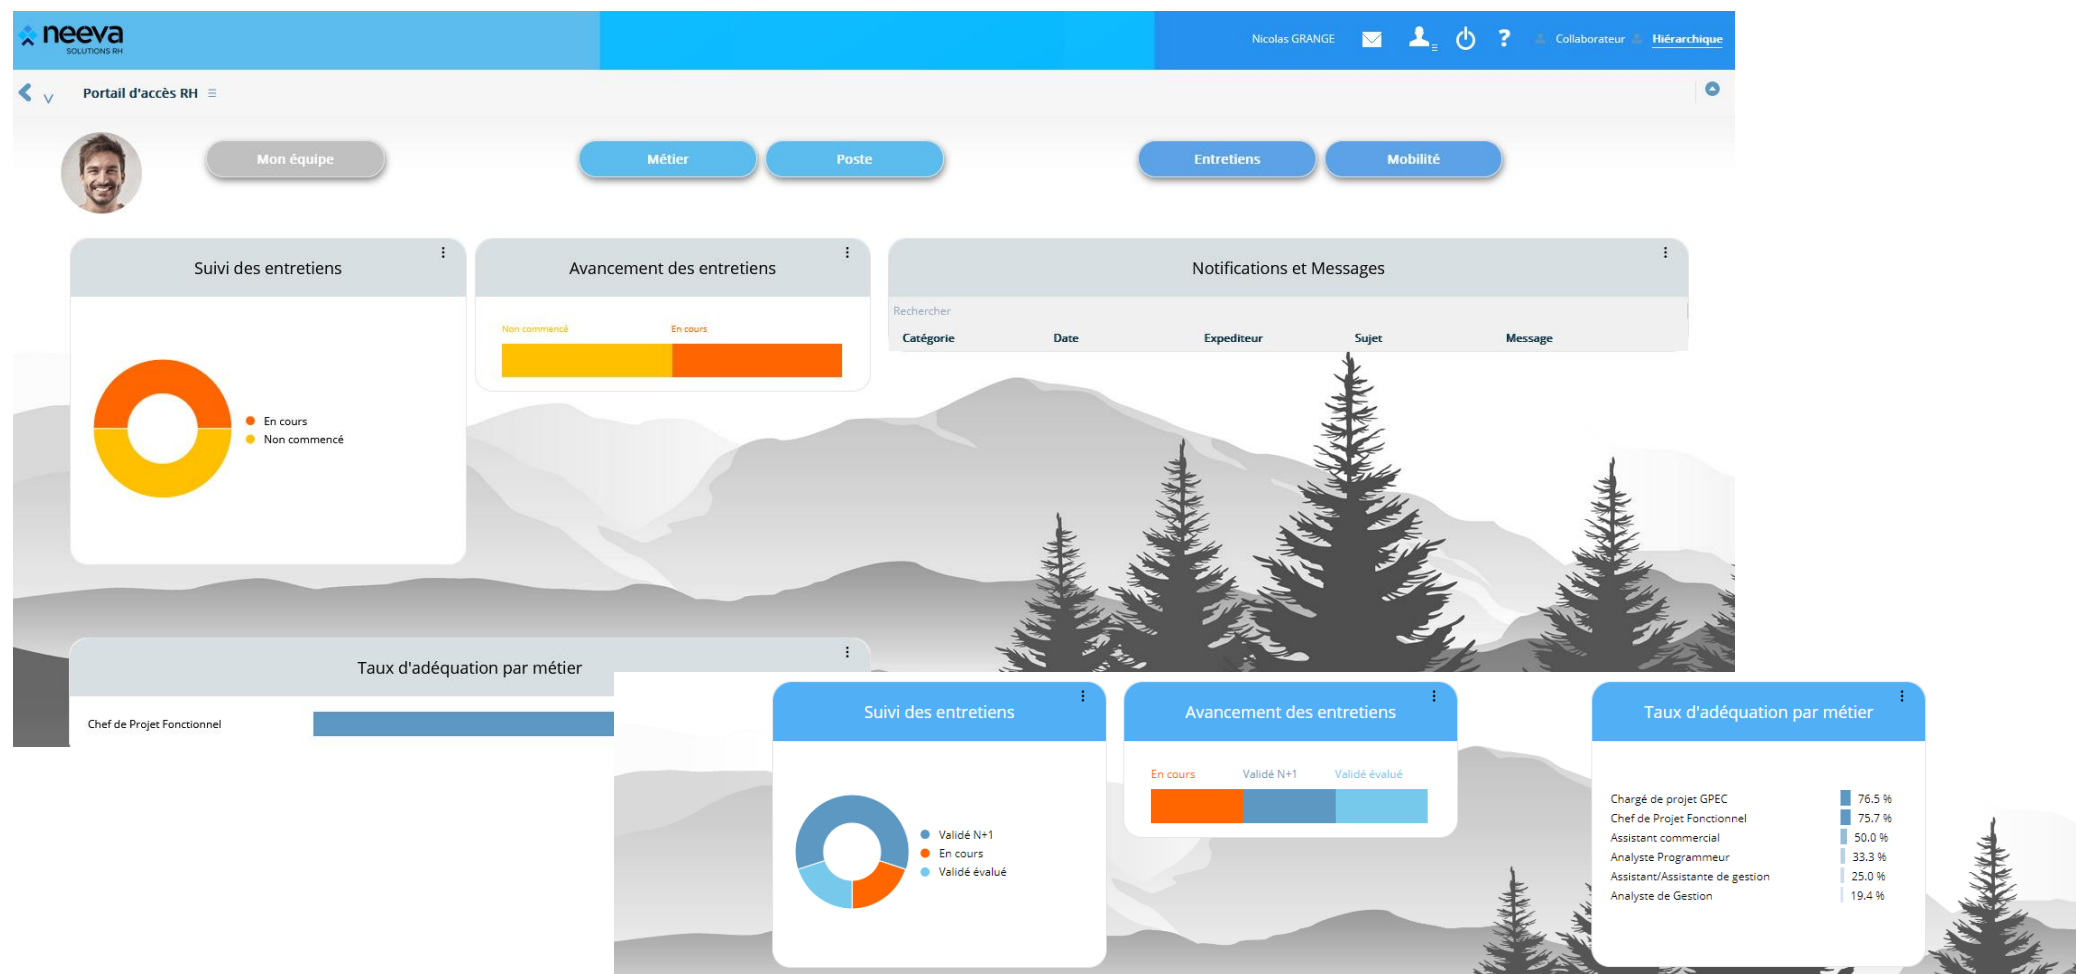 neeva
SOLUTIONS RH
Nicolas GRANGE
?
Collaborateur
Hiérarchique
Portail d'accès RH
Mon équipe
Métier
Poste
Entretiens
Mobilité
Suivi des entretiens
En cours
Non commencé
Avancement des entretiens
Non commencé
En cours
Notifications et Messages
Rechercher
Catégorie Date Expediteur Sujet Message
Taux d'adéquation par métier
Chef de Projet Fonctionnel
Suivi des entretiens
Validé N+1
En cours
Validé évalué
Avancement des entretiens
En cours Validé N+1 Validé évalué
Taux d'adéquation par métier
Chargé de projet GPEC 76.5 %
Chef de Projet Fonctionnel 75.7 %
Assistant commercial 50.0 %
Analyste Programmeur 33.3 %
Assistant/Assistante de gestion 25.0 %
Analyste de Gestion 19.4 %